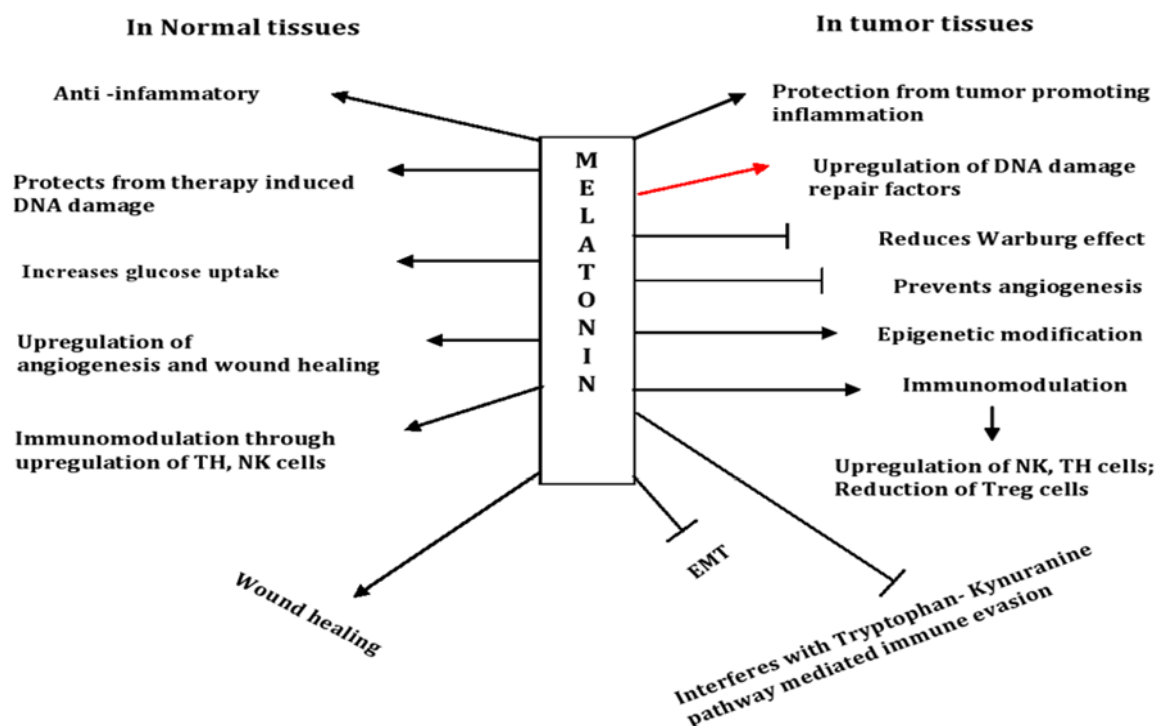 In Normal tissues
Anti -infammatory
Protects from therapy induced
DNA damage
Increases glucose uptake
Upregulation of
angiogenesis and wound healing
Immunomodulation through
upregulation of TH, NK cells
Wound healing
M
E
L
A
T
O
N
I
N
In tumor tissues
Protection from tumor promoting
inflammation
Upregulation of DNA damage
repair factors
Reduces Warburg effect
Prevents angiogenesis
Epigenetic modification
Immunomodulation
Upregulation of NK, TH cells;
Reduction of Treg cells
EMT
Interferes with Tryptophan- Kynuranine
pathway mediated immune evasion